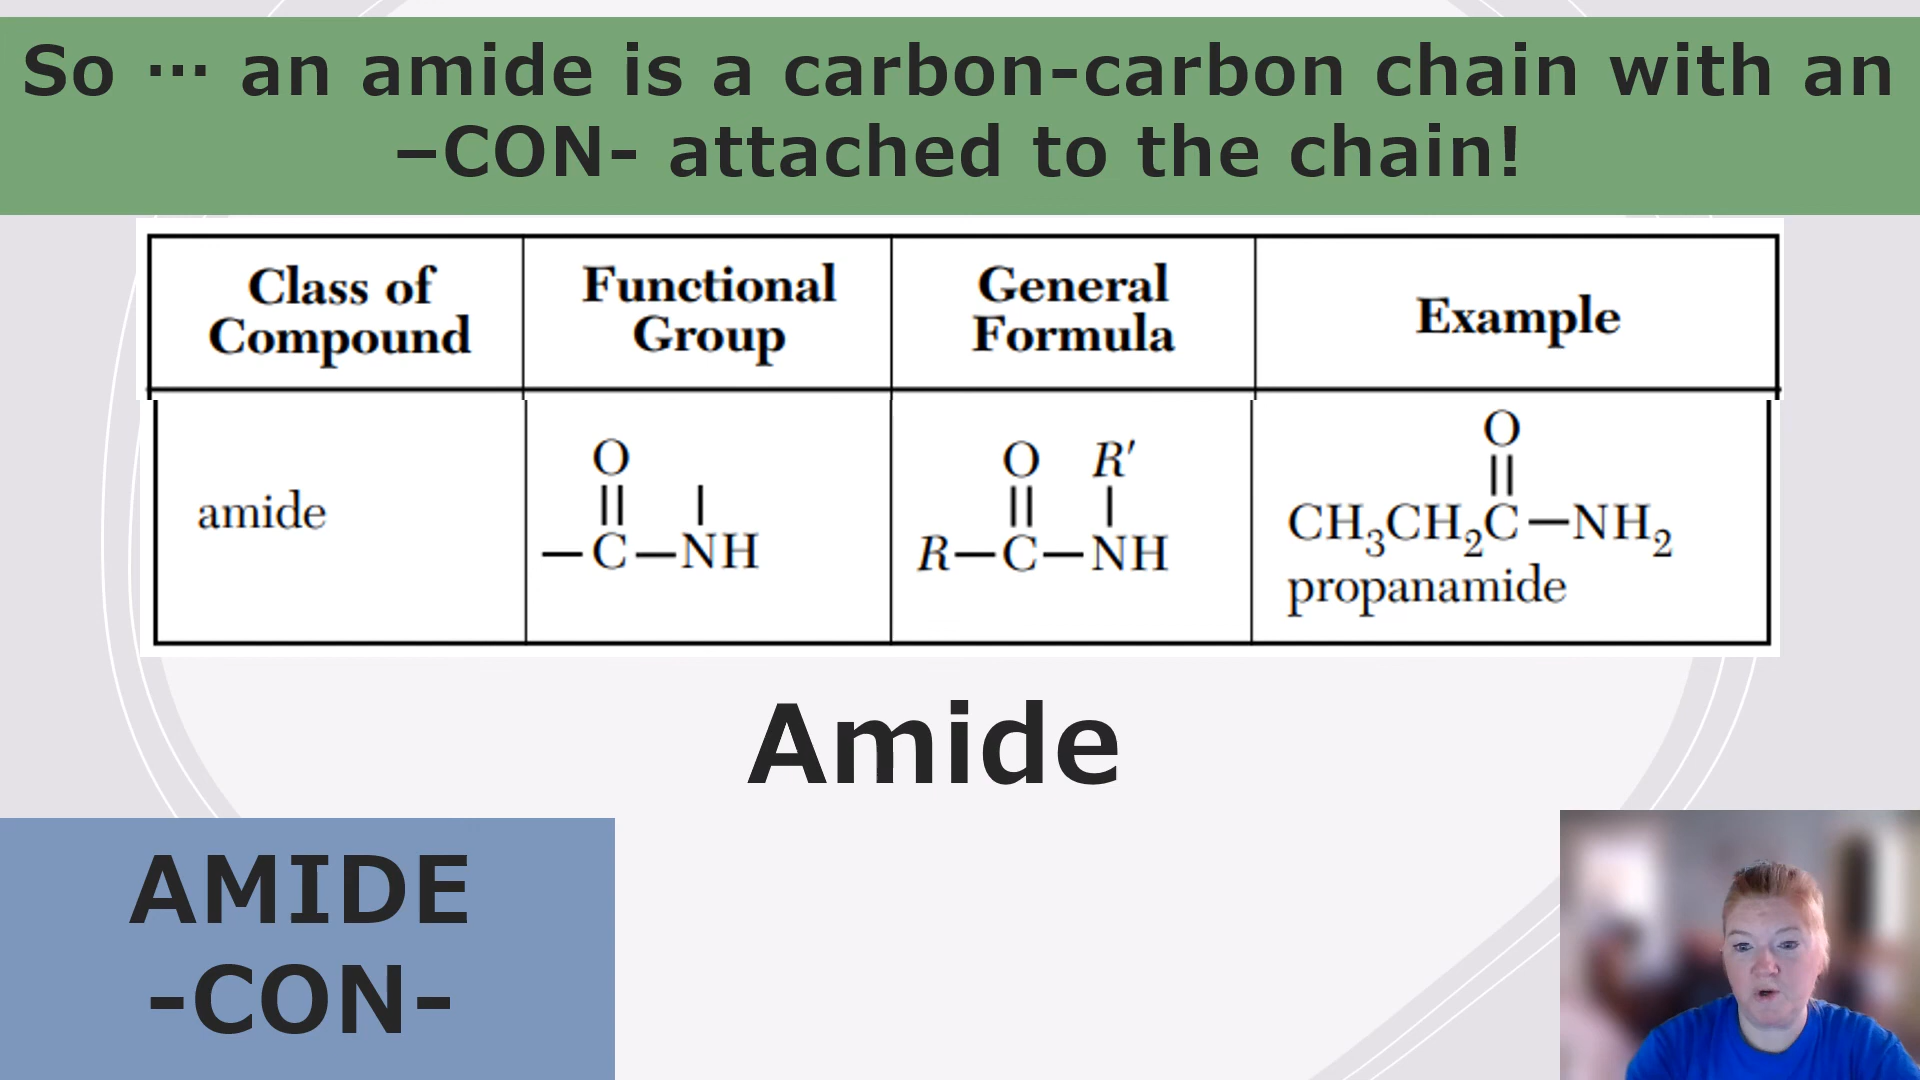 So ··· an amide is a carbon-carbon chain with an
–CON- attached to the chain!
Class of
Compound
Functional
Group
General
Formula
Example
amide
O
||
—C—NH
|
O R′
|| |
R—C—NH
O
||
CH₃CH₂C—NH₂
propanamide
Amide
AMIDE
-CON-